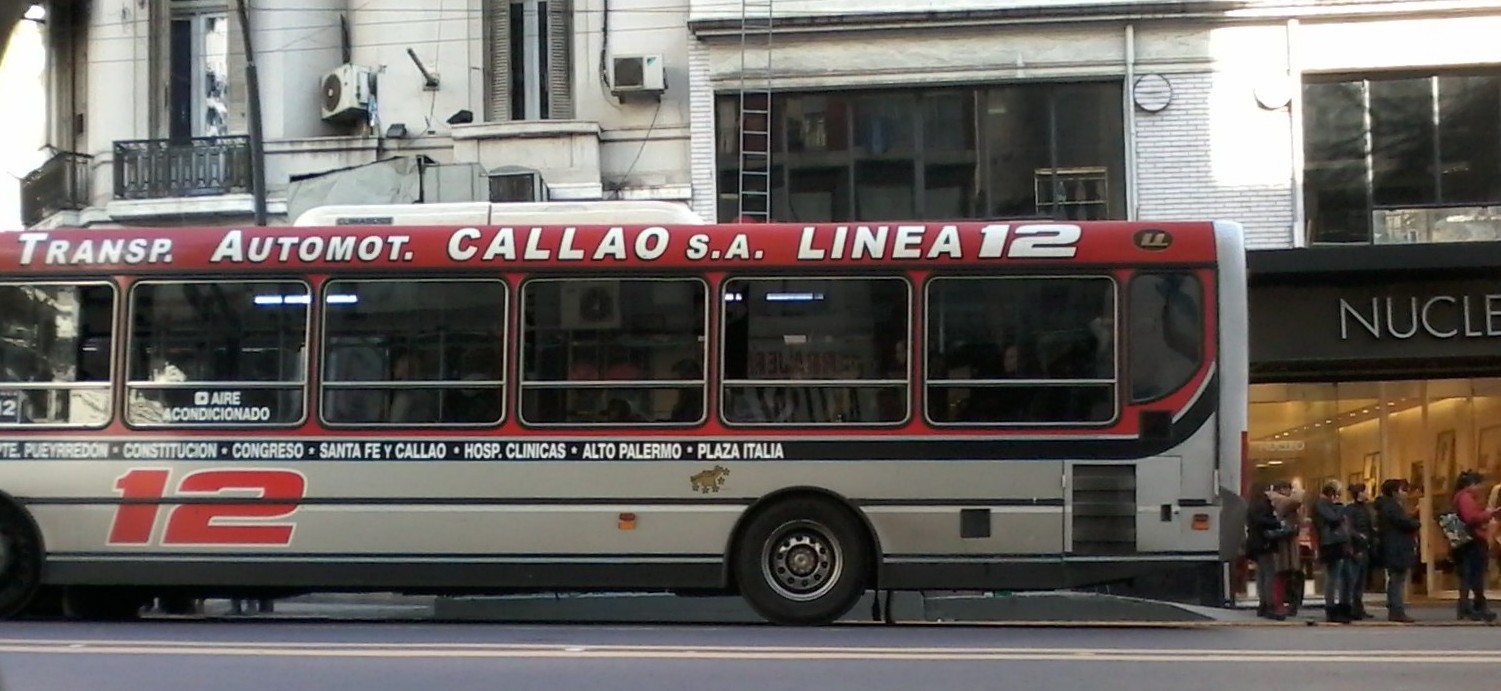 TRANSP. AUTOMOT. CALLAO S.A. LINEA 12
NUCLE
AIRE
ACONDICIONADO
12
PTE. PUEYRREDON * CONSTITUCION * CONGRESO * SANTA FE Y CALLAO * HOSP. CLINICAS * ALTO PALERMO * PLAZA ITALIA
12